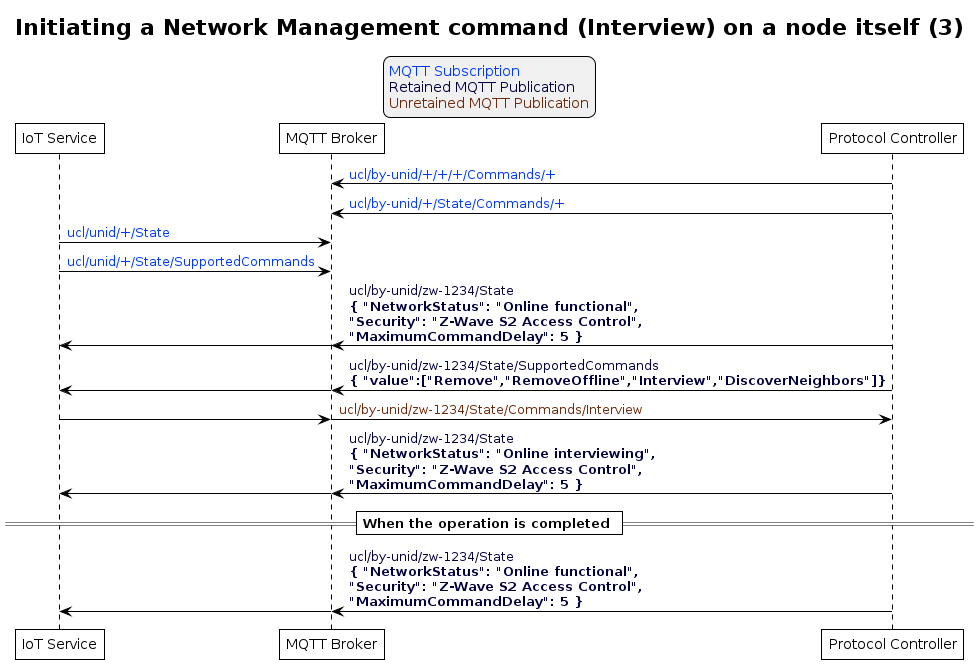 Initiating a Network Management command (Interview) on a node itself (3)
MQTT Subscription
Retained MQTT Publication
Unretained MQTT Publication
IoT Service
MQTT Broker
Protocol Controller
ucl/by-unid/+/+/+/Commands/+
ucl/by-unid/+/State/Commands/+
ucl/unid/+/State
ucl/unid/+/State/SupportedCommands
ucl/by-unid/zw-1234/State
{ "NetworkStatus": "Online functional",
"Security": "Z-Wave S2 Access Control",
"MaximumCommandDelay": 5 }
ucl/by-unid/zw-1234/State/SupportedCommands
{ "value":["Remove","RemoveOffline","Interview","DiscoverNeighbors"]}
ucl/by-unid/zw-1234/State/Commands/Interview
ucl/by-unid/zw-1234/State
{ "NetworkStatus": "Online interviewing",
"Security": "Z-Wave S2 Access Control",
"MaximumCommandDelay": 5 }
When the operation is completed
ucl/by-unid/zw-1234/State
{ "NetworkStatus": "Online functional",
"Security": "Z-Wave S2 Access Control",
"MaximumCommandDelay": 5 }
IoT Service
MQTT Broker
Protocol Controller